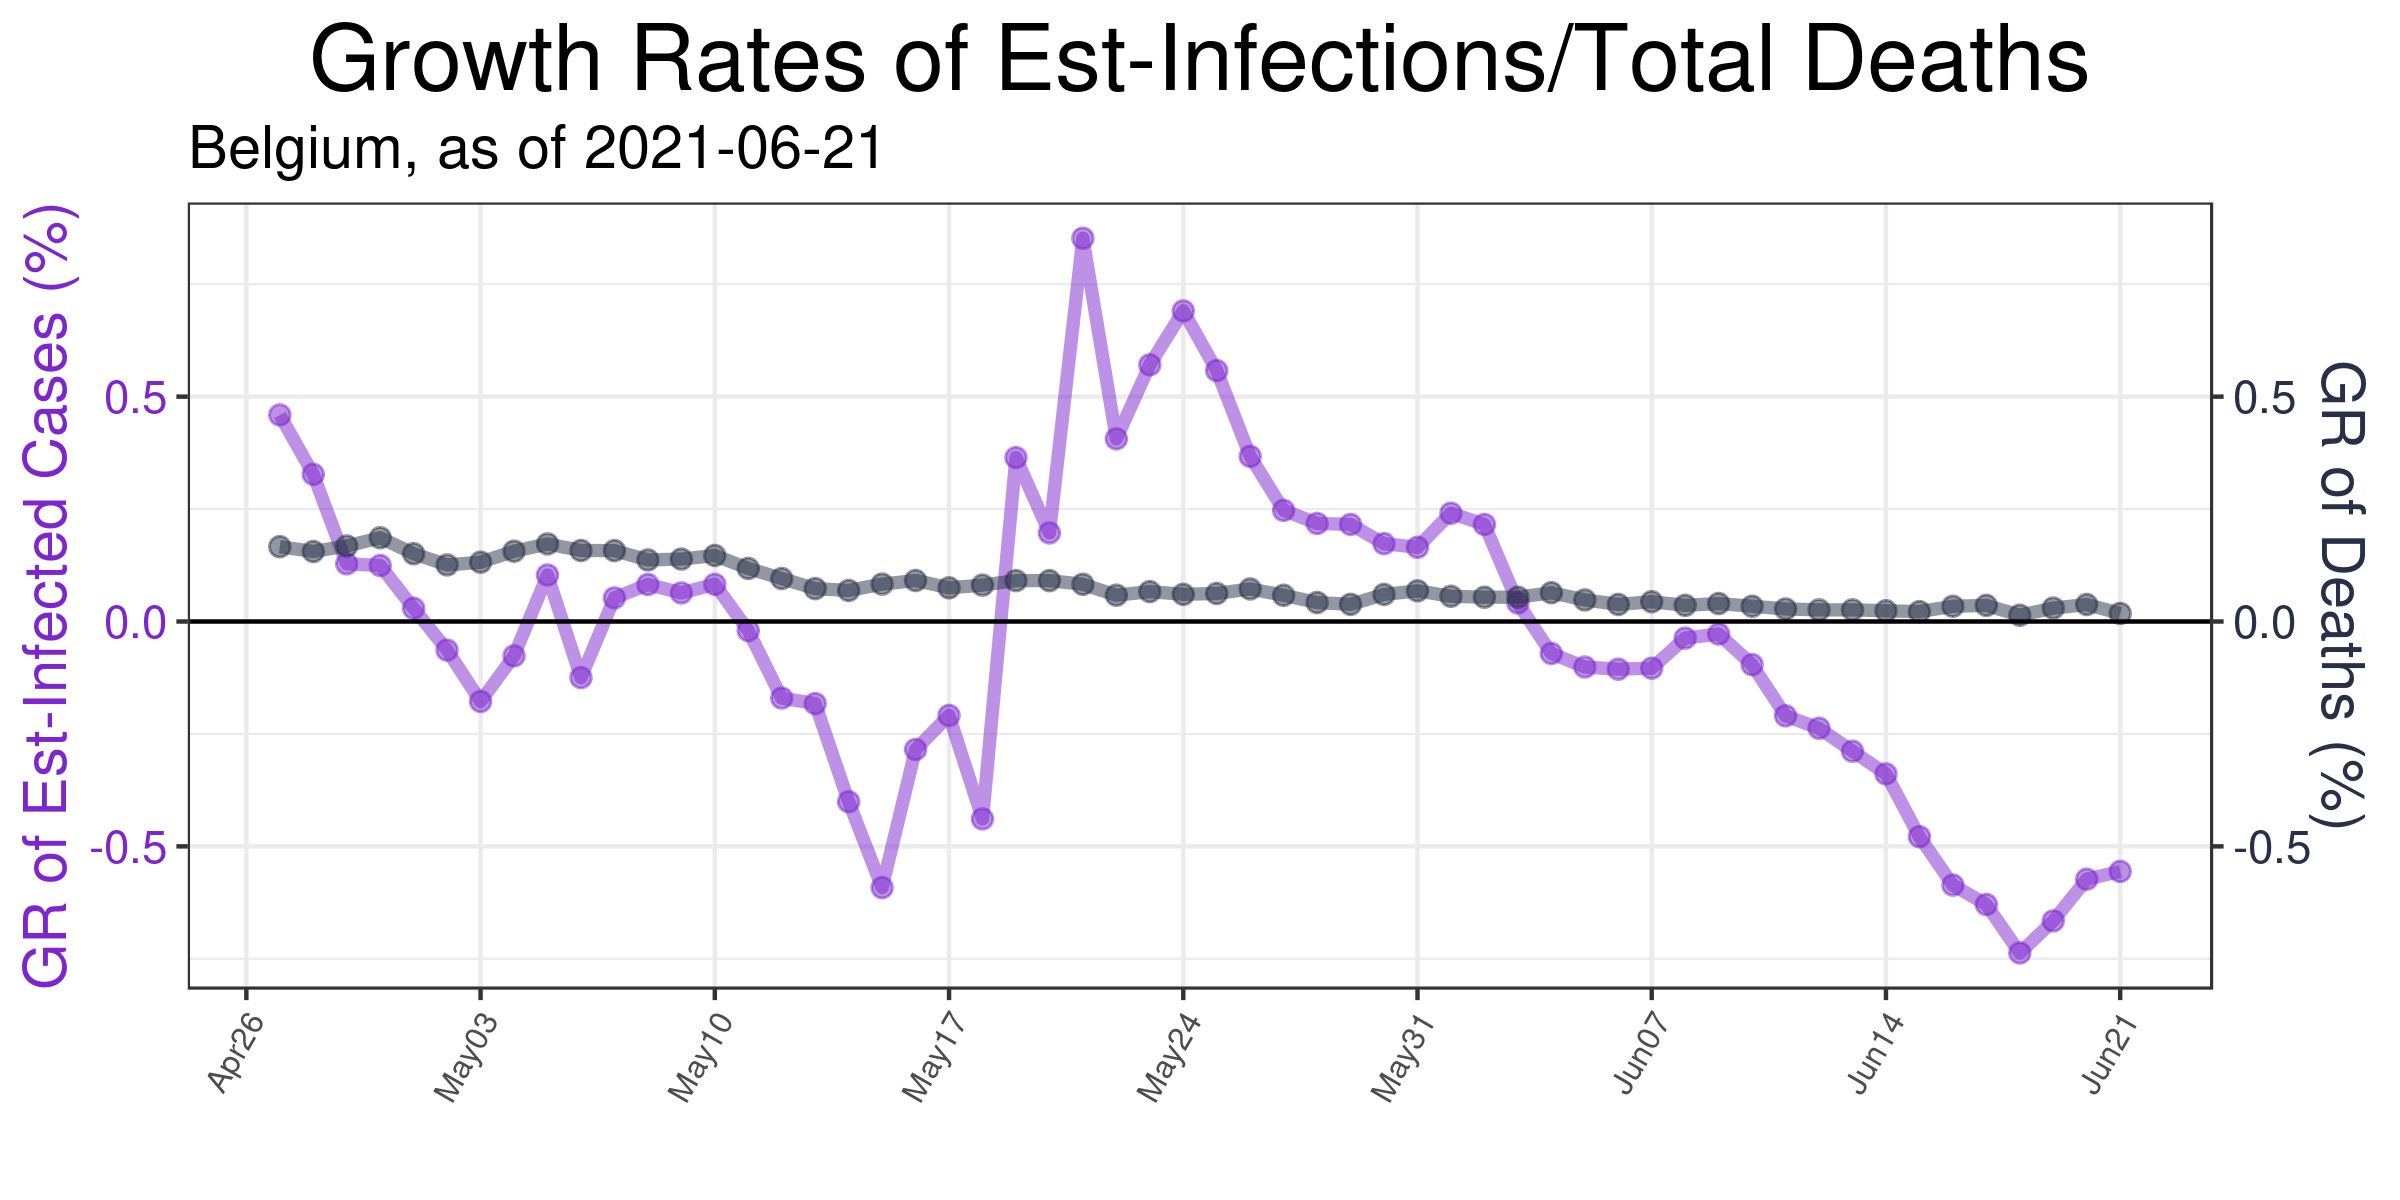 Growth Rates of Est-Infections/Total Deaths
Belgium, as of 2021-06-21
GR of Est-Infected Cases (%)
0.5
0.0
-0.5
0.5
0.0
-0.5
GR of Deaths (%)
Apr26
May03
May10
May17
May24
May31
Jun07
Jun14
Jun21